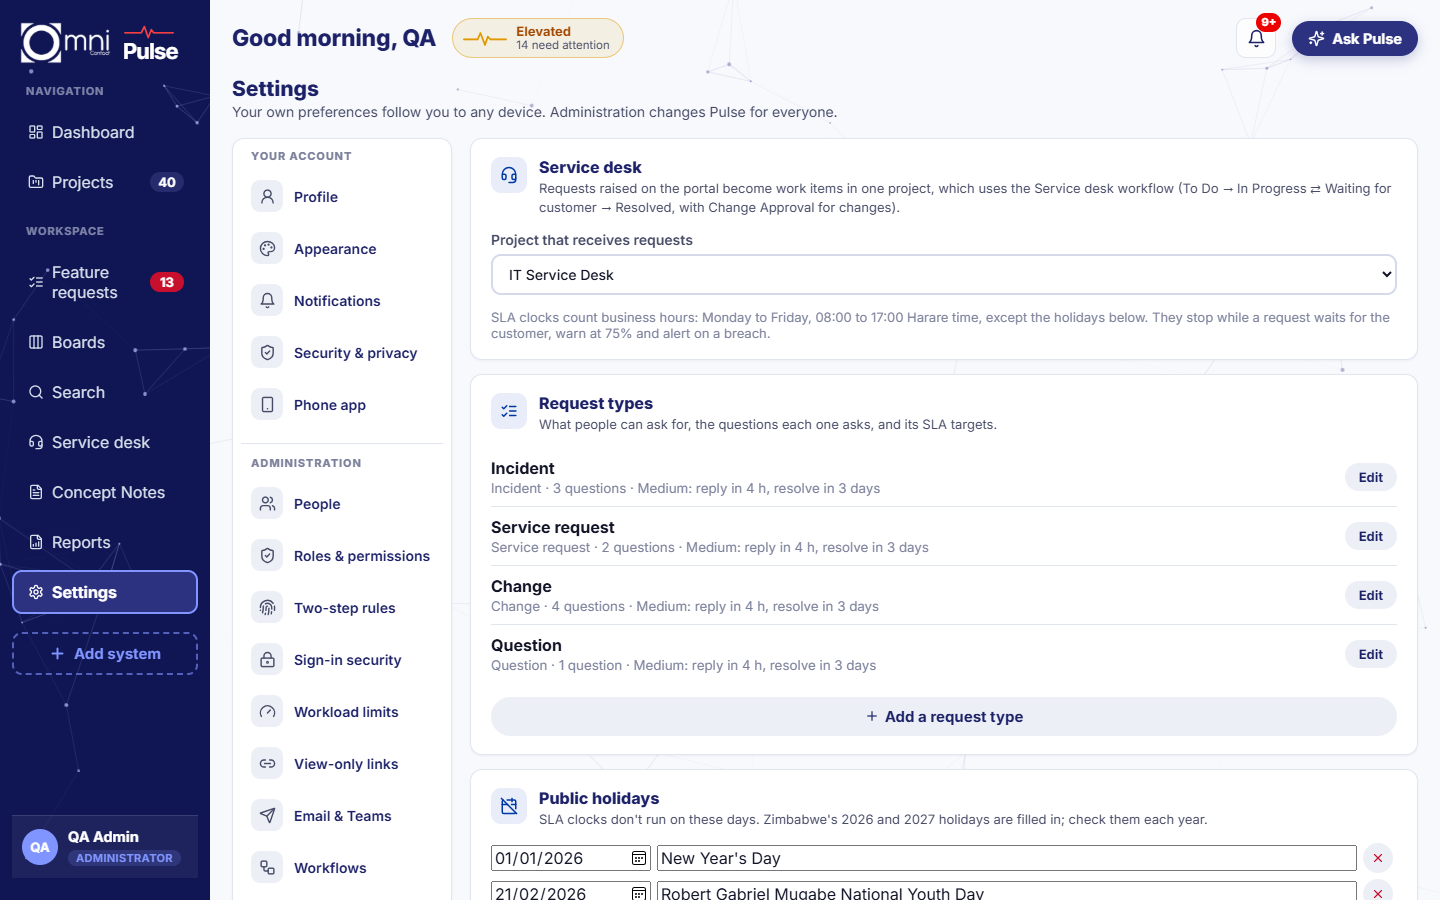 Omni
Contact
Pulse
NAVIGATION
Dashboard
Projects 40
WORKSPACE
Feature requests 13
Boards
Search
Service desk
Concept Notes
Reports
Settings
+ Add system
QA
QA Admin
ADMINISTRATOR
Good morning, QA
Elevated
14 need attention
9+
Ask Pulse
Settings
Your own preferences follow you to any device. Administration changes Pulse for everyone.
YOUR ACCOUNT
Profile
Appearance
Notifications
Security & privacy
Phone app
ADMINISTRATION
People
Roles & permissions
Two-step rules
Sign-in security
Workload limits
View-only links
Email & Teams
Workflows
Service desk
Requests raised on the portal become work items in one project, which uses the Service desk workflow (To Do → In Progress ⇄ Waiting for
customer → Resolved, with Change Approval for changes).
Project that receives requests
IT Service Desk
SLA clocks count business hours: Monday to Friday, 08:00 to 17:00 Harare time, except the holidays below. They stop while a request waits for the
customer, warn at 75% and alert on a breach.
Request types
What people can ask for, the questions each one asks, and its SLA targets.
Incident
Incident · 3 questions · Medium: reply in 4 h, resolve in 3 days
Edit
Service request
Service request · 2 questions · Medium: reply in 4 h, resolve in 3 days
Edit
Change
Change · 4 questions · Medium: reply in 4 h, resolve in 3 days
Edit
Question
Question · 1 question · Medium: reply in 4 h, resolve in 3 days
Edit
+ Add a request type
Public holidays
SLA clocks don't run on these days. Zimbabwe's 2026 and 2027 holidays are filled in; check them each year.
01/01/2026 New Year's Day
21/02/2026 Robert Gabriel Mugabe National Youth Day